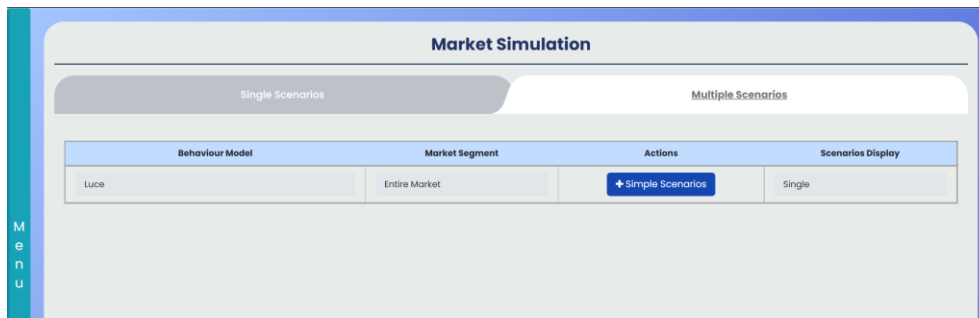 Market Simulation
Single Scenarios
Multiple Scenarios
Behaviour Model Market Segment Actions Scenarios Display
Luce Entire Market +Simple Scenarios Single
Menu